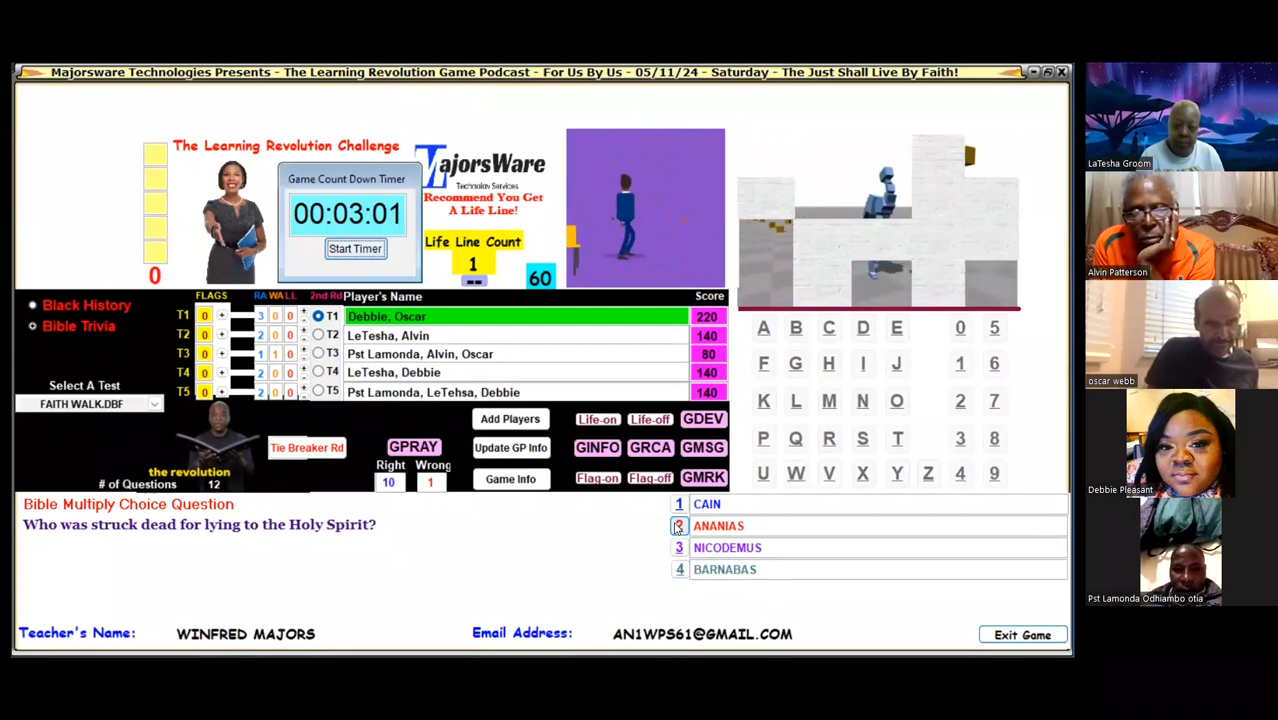 Majorsware Technologies Presents - The Learning Revolution Game Podcast - For Us By Us - 05/11/24 - Saturday - The Just Shall Live By Faith!
The Learning Revolution Challenge
Game Count Down Timer
00:03:01
Start Timer
0
MajorsWare
Technology Services
Recommend You Get
A Life Line!
Life Line Count
1
--
60
Black History
Bible Trivia
Select A Test
FAITH WALK.DBF
FLAGS RA WA LL 2nd Rd Player's Name Score
T1 0 + 3 0 0 T1 Debbie, Oscar 220
T2 0 + 2 0 0 T2 LeTesha, Alvin 140
T3 0 + 1 1 0 T3 Pst Lamonda, Alvin, Oscar 80
T4 0 + 2 0 0 T4 LeTesha, Debbie 140
T5 0 + 2 0 0 T5 Pst Lamonda, LeTehsa, Debbie 140
the revolution
# of Questions 12
Tie Breaker Rd
GPRAY
Right Wrong
10 1
Add Players
Update GP Info
Game Info
Life-on Life-off GDEV
GINFO GRCA GMSG
Flag-on Flag-off GMRK
A B C D E 0 5
F G H I J 1 6
K L M N O 2 7
P Q R S T 3 8
U W V X Y Z 4 9
Bible Multiply Choice Question
Who was struck dead for lying to the Holy Spirit?
1 CAIN
2 ANANIAS
3 NICODEMUS
4 BARNABAS
Teacher's Name: WINFRED MAJORS
Email Address: AN1WPS61@GMAIL.COM
Exit Game
LaTesha Groom
Alvin Patterson
oscar webb
Debbie Pleasant
Pst Lamonda Odhiambo otia